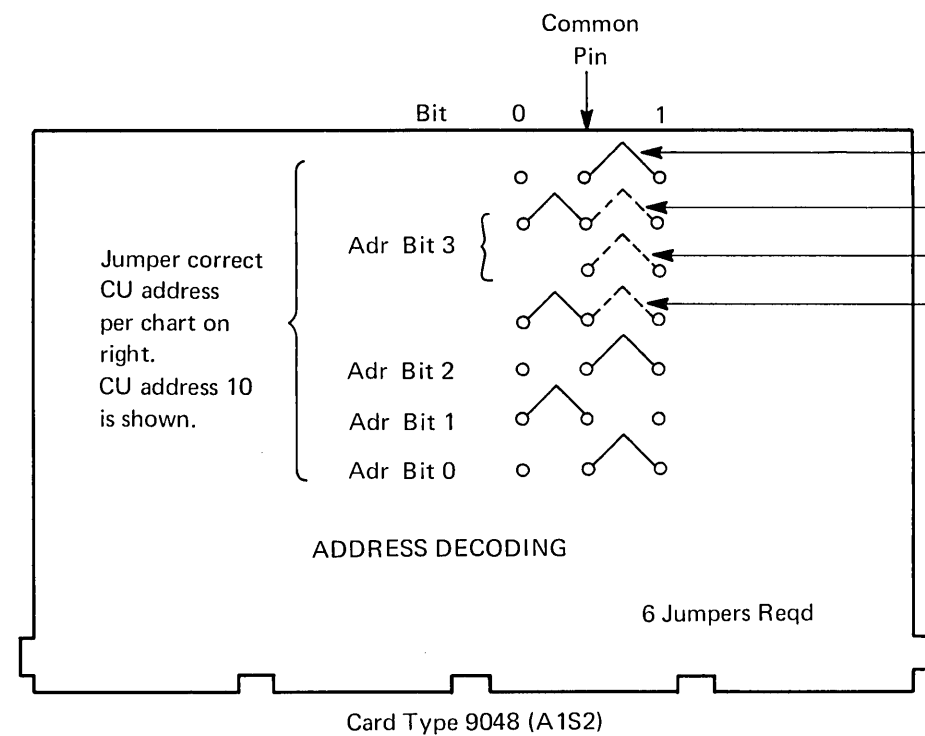 Common
Pin
Bit 0 1
Jumper correct
CU address
per chart on
right.
CU address 10
is shown.
Adr Bit 3
Adr Bit 2
Adr Bit 1
Adr Bit 0
ADDRESS DECODING
6 Jumpers Reqd
Card Type 9048 (A1S2)